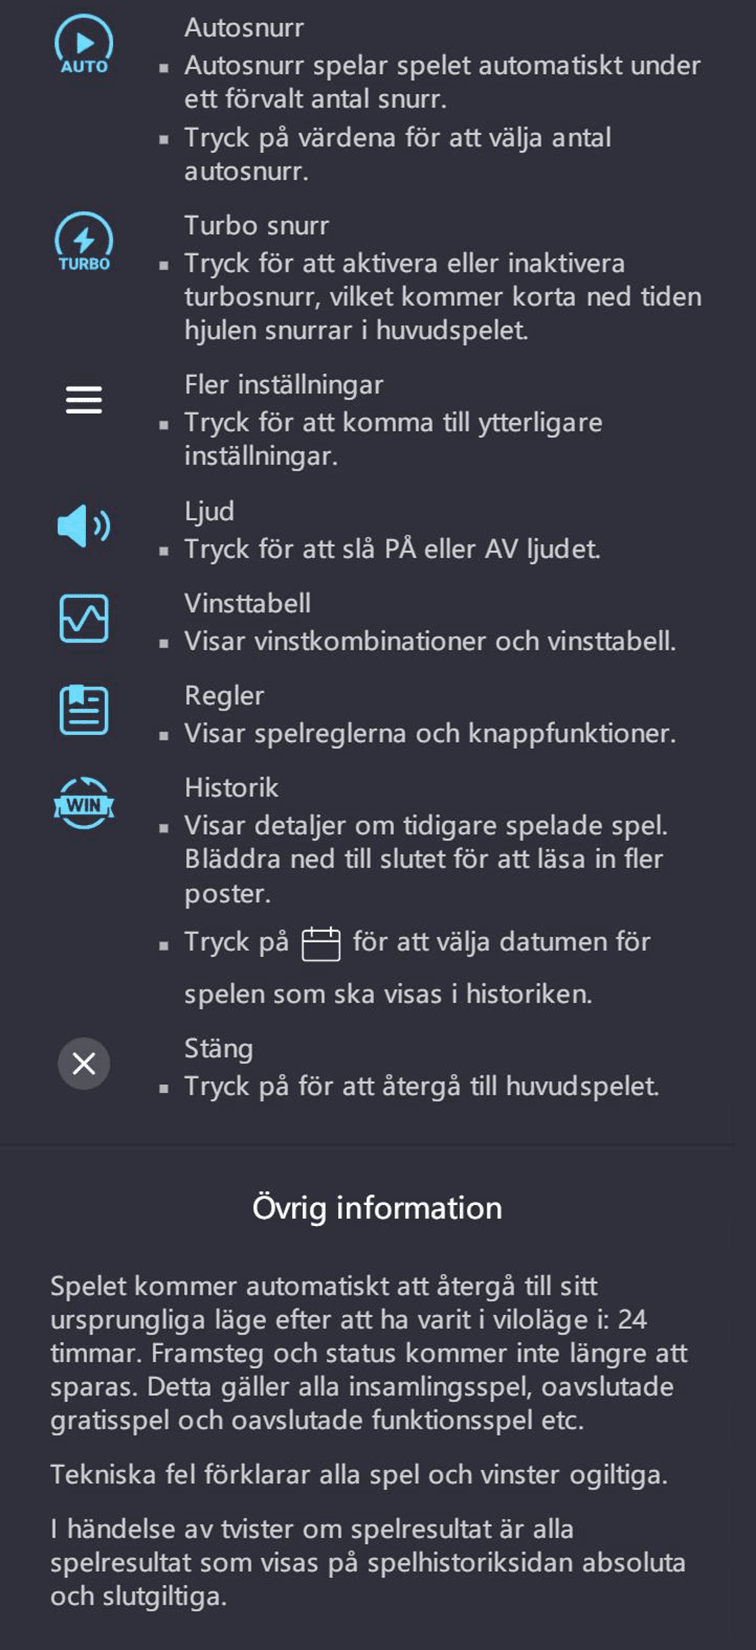 Autosnurr
AUTO
▪ Autosnurr spelar spelet automatiskt under
ett förvalt antal snurr.
▪ Tryck på värdena för att välja antal
autosnurr.
Turbo snurr
TURBO
▪ Tryck för att aktivera eller inaktivera
turbosnurr, vilket kommer korta ned tiden
hjulen snurrar i huvudspelet.
Fler inställningar
▪ Tryck för att komma till ytterligare
inställningar.
Ljud
▪ Tryck för att slå PÅ eller AV ljudet.
Vinsttabell
▪ Visar vinstkombinationer och vinsttabell.
Regler
▪ Visar spelreglerna och knappfunktioner.
Historik
WIN
▪ Visar detaljer om tidigare spelade spel.
Bläddra ned till slutet för att läsa in fler
poster.
▪ Tryck på för att välja datumen för
spelen som ska visas i historiken.
Stäng
▪ Tryck på för att återgå till huvudspelet.
Övrig information
Spelet kommer automatiskt att återgå till sitt
ursprungliga läge efter att ha varit i viloläge i: 24
timmar. Framsteg och status kommer inte längre att
sparas. Detta gäller alla insamlingsspel, oavslutade
gratisspel och oavslutade funktionsspel etc.
Tekniska fel förklarar alla spel och vinster ogiltiga.
I händelse av tvister om spelresultat är alla
spelresultat som visas på spelhistoriksidan absoluta
och slutgiltiga.